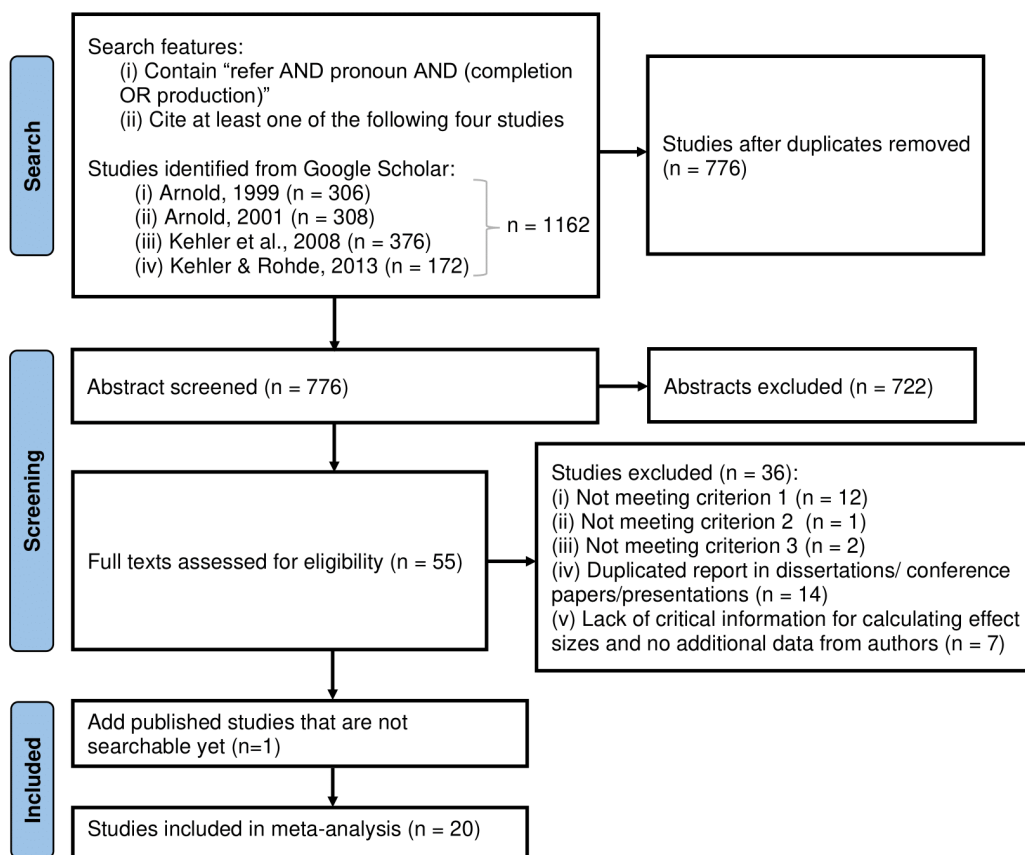 Search
Search features:
(i) Contain “refer AND pronoun AND (completion
OR production)”
(ii) Cite at least one of the following four studies
Studies identified from Google Scholar:
(i) Arnold, 1999 (n = 306)
(ii) Arnold, 2001 (n = 308)
(iii) Kehler et al., 2008 (n = 376)
(iv) Kehler & Rohde, 2013 (n = 172)
n = 1162
Studies after duplicates removed
(n = 776)
Screening
Abstract screened (n = 776)
Abstracts excluded (n = 722)
Full texts assessed for eligibility (n = 55)
Studies excluded (n = 36):
(i) Not meeting criterion 1 (n = 12)
(ii) Not meeting criterion 2 (n = 1)
(iii) Not meeting criterion 3 (n = 2)
(iv) Duplicated report in dissertations/ conference
papers/presentations (n = 14)
(v) Lack of critical information for calculating effect
sizes and no additional data from authors (n = 7)
Included
Add published studies that are not
searchable yet (n=1)
Studies included in meta-analysis (n = 20)